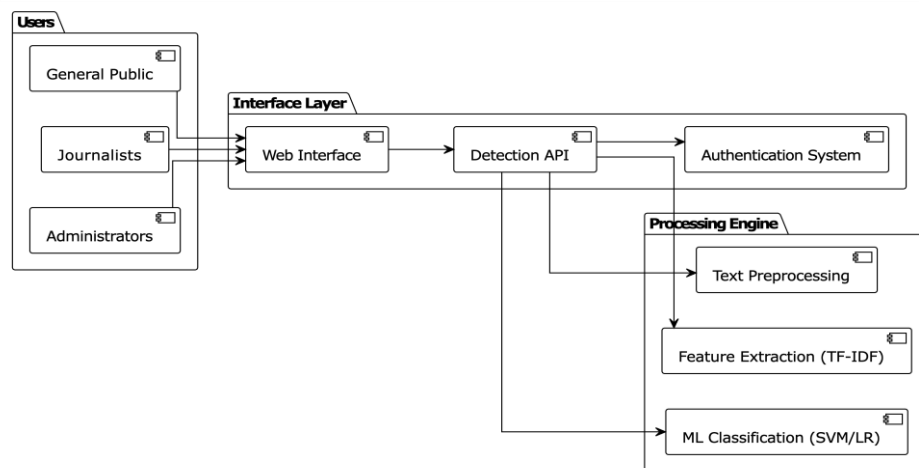 Users
General Public
Interface Layer
Journalists
Web Interface
Detection API
Authentication System
Administrators
Processing Engine
Text Preprocessing
Feature Extraction (TF-IDF)
ML Classification (SVM/LR)